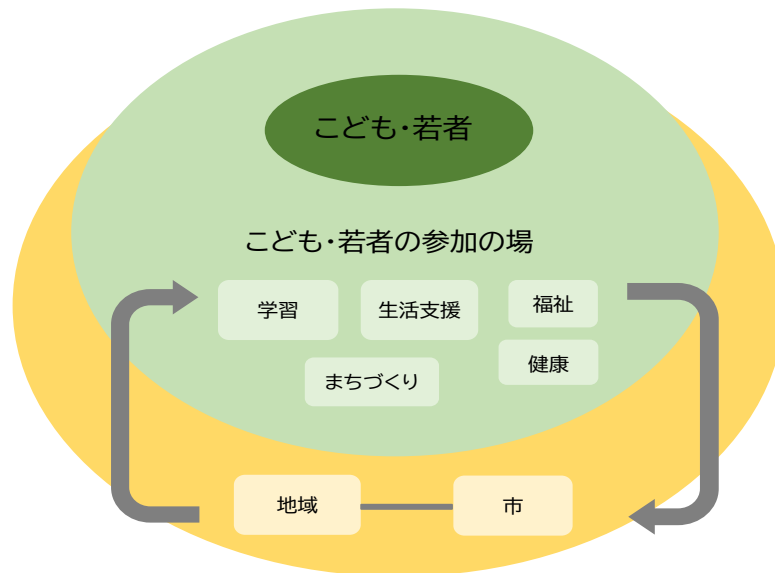 こども・若者
こども・若者の参加の場
学習
生活支援
福祉
まちづくり
健康
地域
市